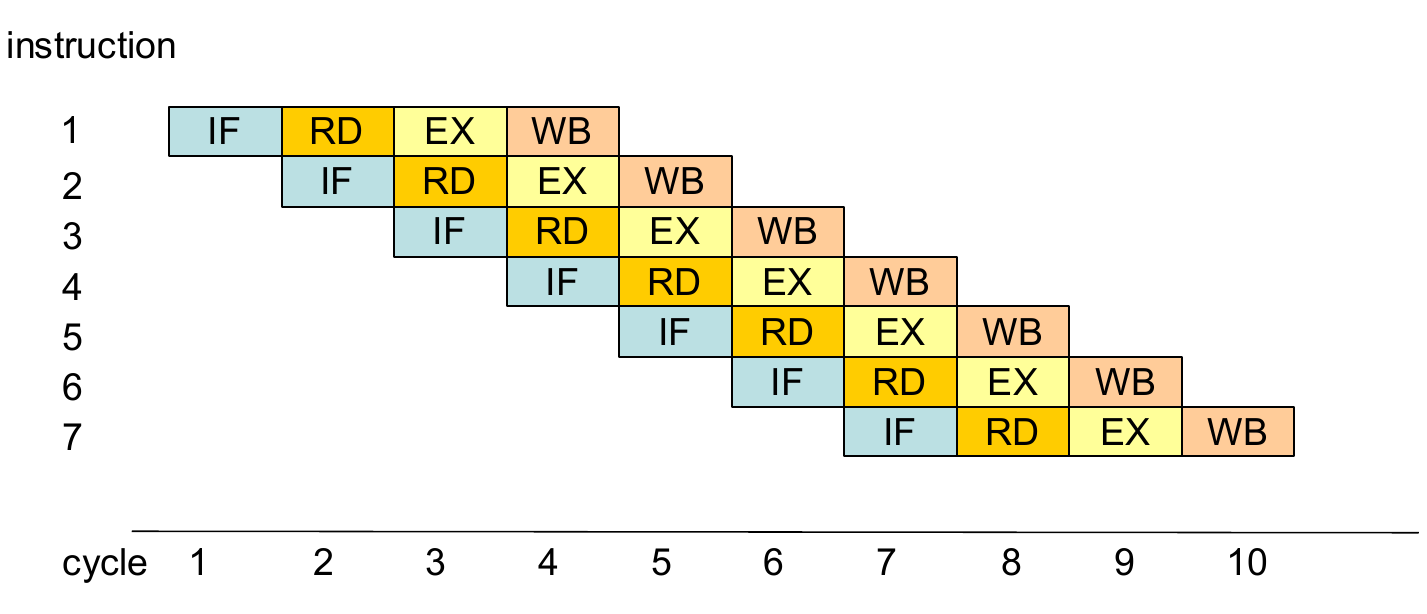 instruction
1 IF RD EX WB
2 IF RD EX WB
3 IF RD EX WB
4 IF RD EX WB
5 IF RD EX WB
6 IF RD EX WB
7 IF RD EX WB
cycle 1 2 3 4 5 6 7 8 9 10